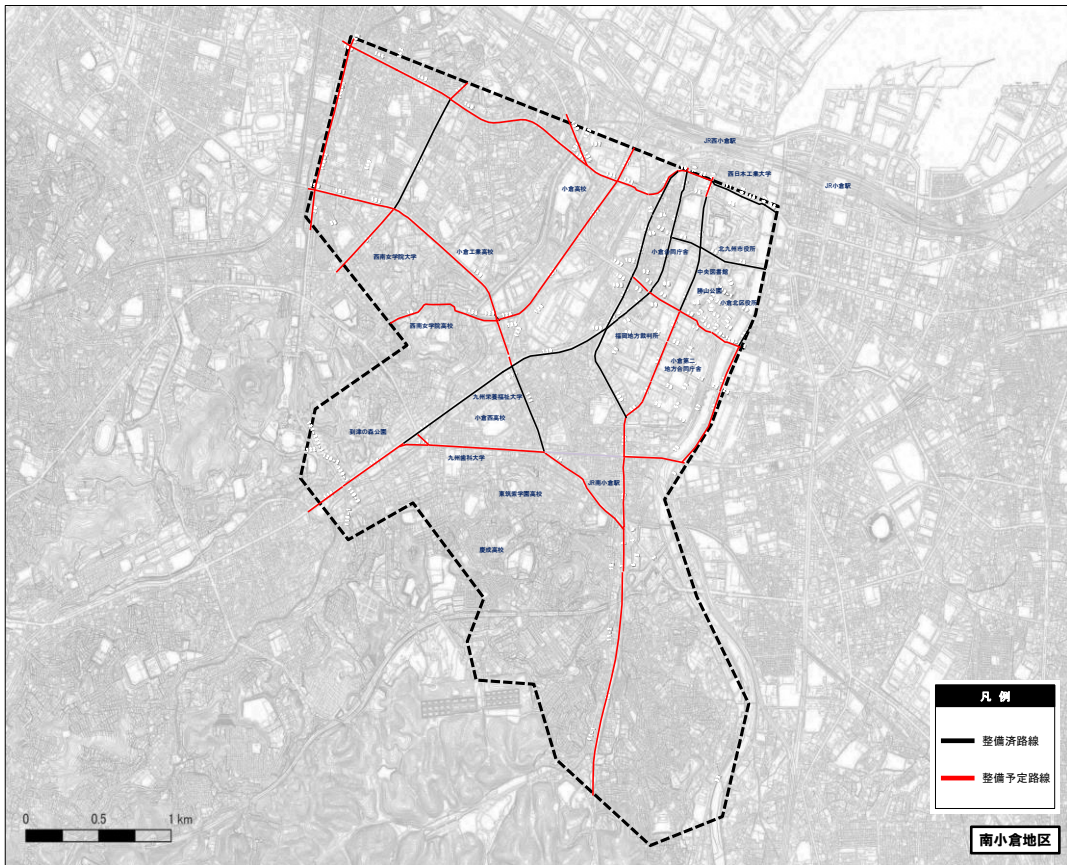 JR西小倉駅
西日本工業大学
JR小倉駅
小倉高校
小倉合同庁舎
北九州市役所
西南女学院大学
小倉工業高校
中央図書館
勝山公園
小倉北区役所
西南女学院高校
福岡地方裁判所
小倉第二
地方合同庁舎
九州栄養福祉大学
小倉西高校
到津の森公園
九州歯科大学
JR南小倉駅
東筑紫学園高校
慶成高校
凡 例
整備済路線
整備予定路線
0 0.5 1 km
南小倉地区